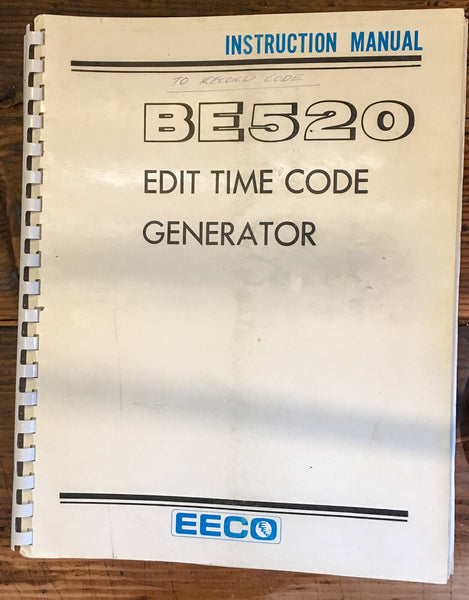 INSTRUCTION MANUAL
TO RECORD CODE
BE520
EDIT TIME CODE
GENERATOR
EECO